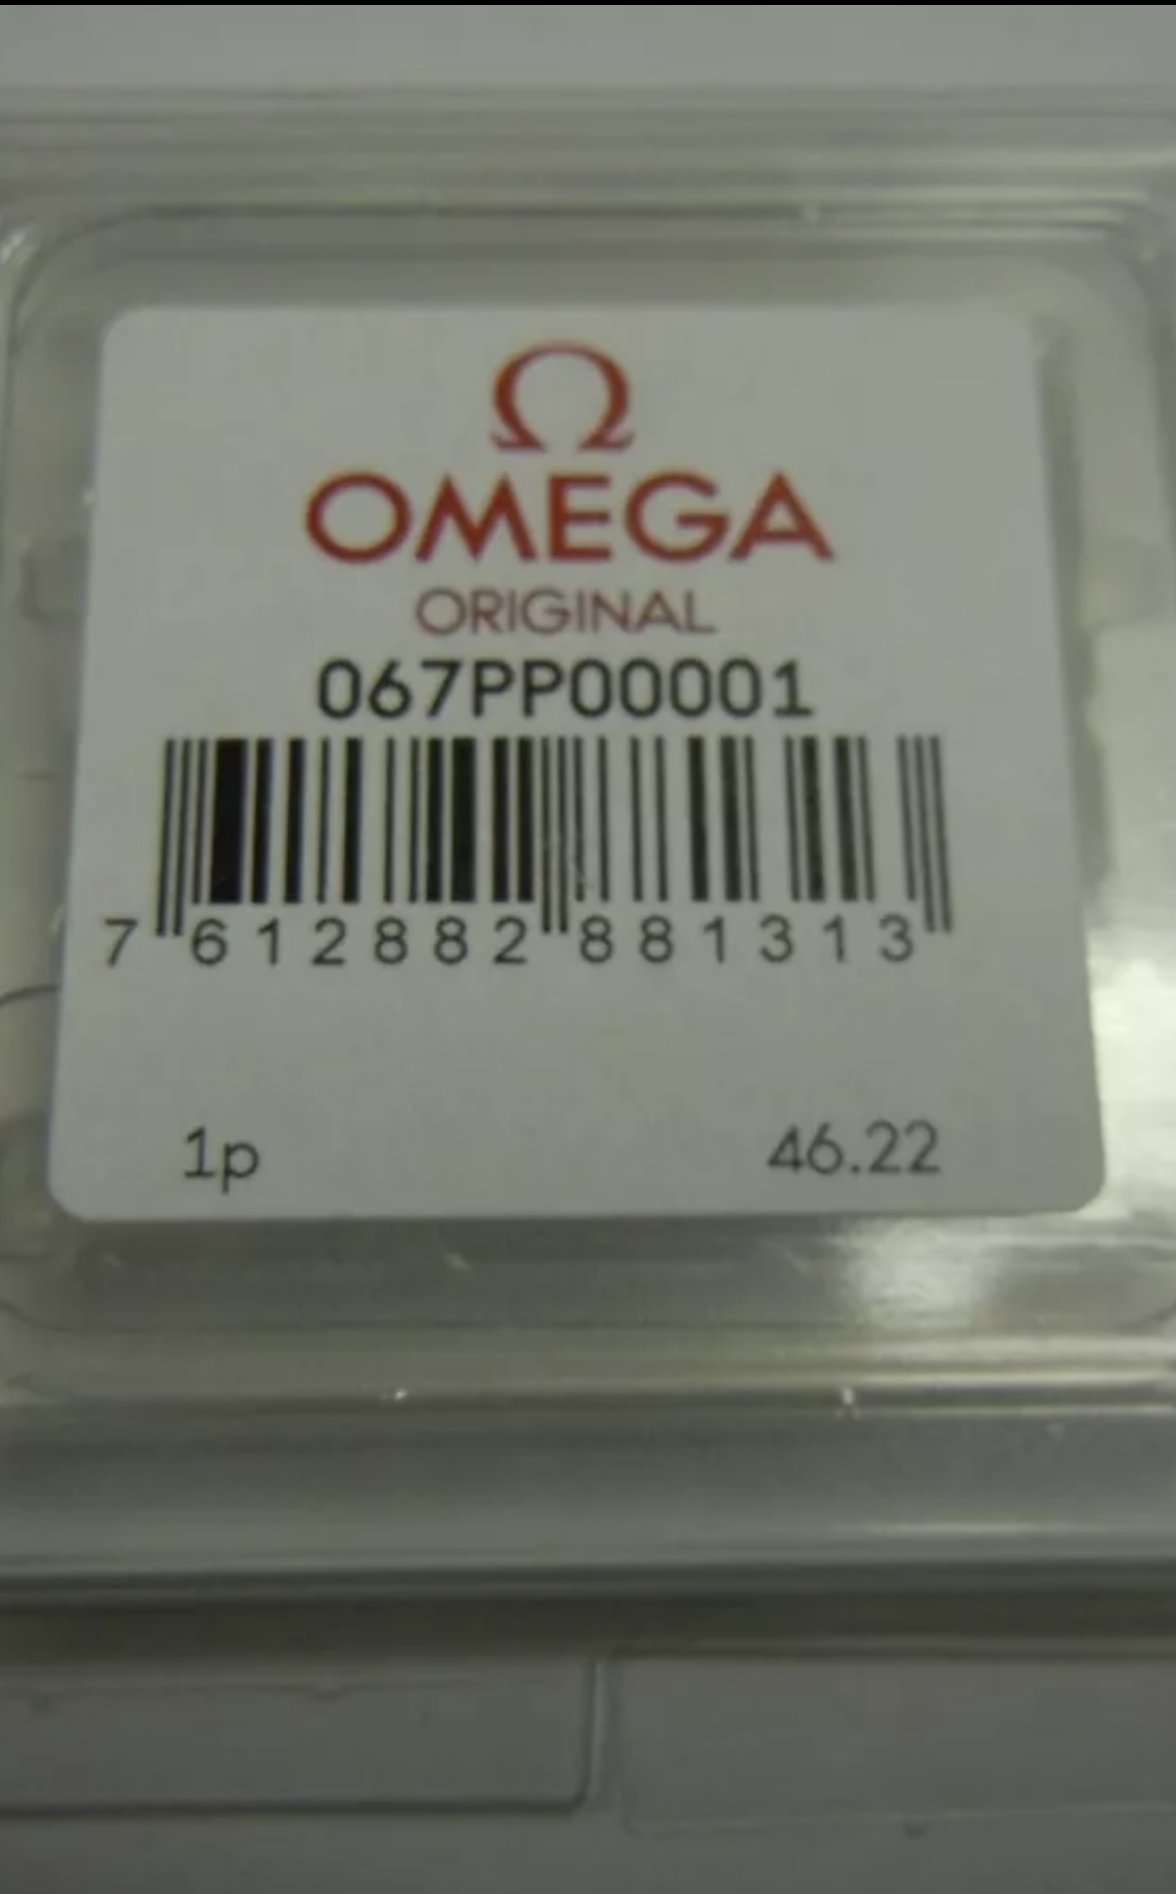 Ω
OMEGA
ORIGINAL
067PP00001
7 612882 881313
1p 46.22